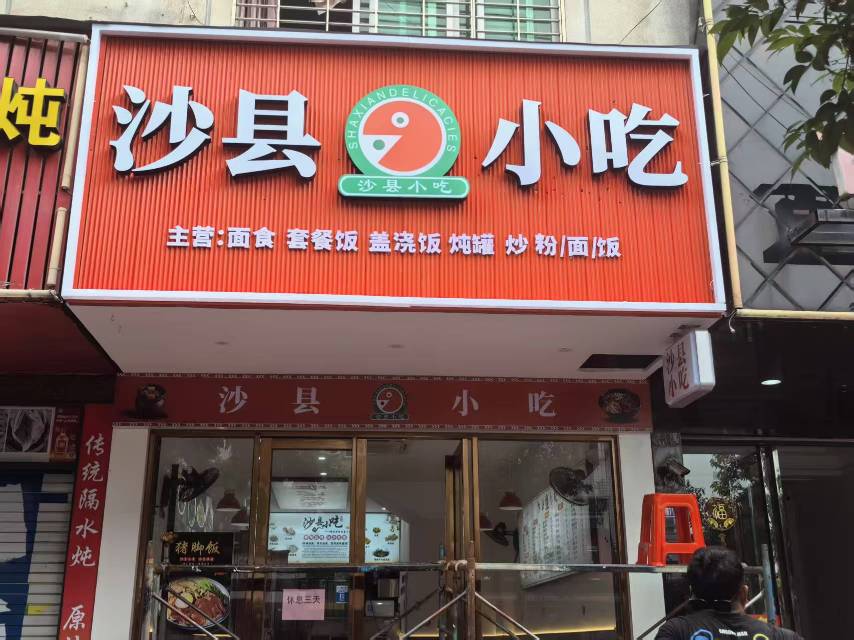 炖
沙县小吃
SHAXIANDELICACIES
沙县小吃
主营:面食 套餐饭 盖浇饭 炖罐 炒 粉/面/饭
沙县
小吃
沙县小吃
传统隔水炖
原
福
沙县小吃
猪脚饭
休息三天